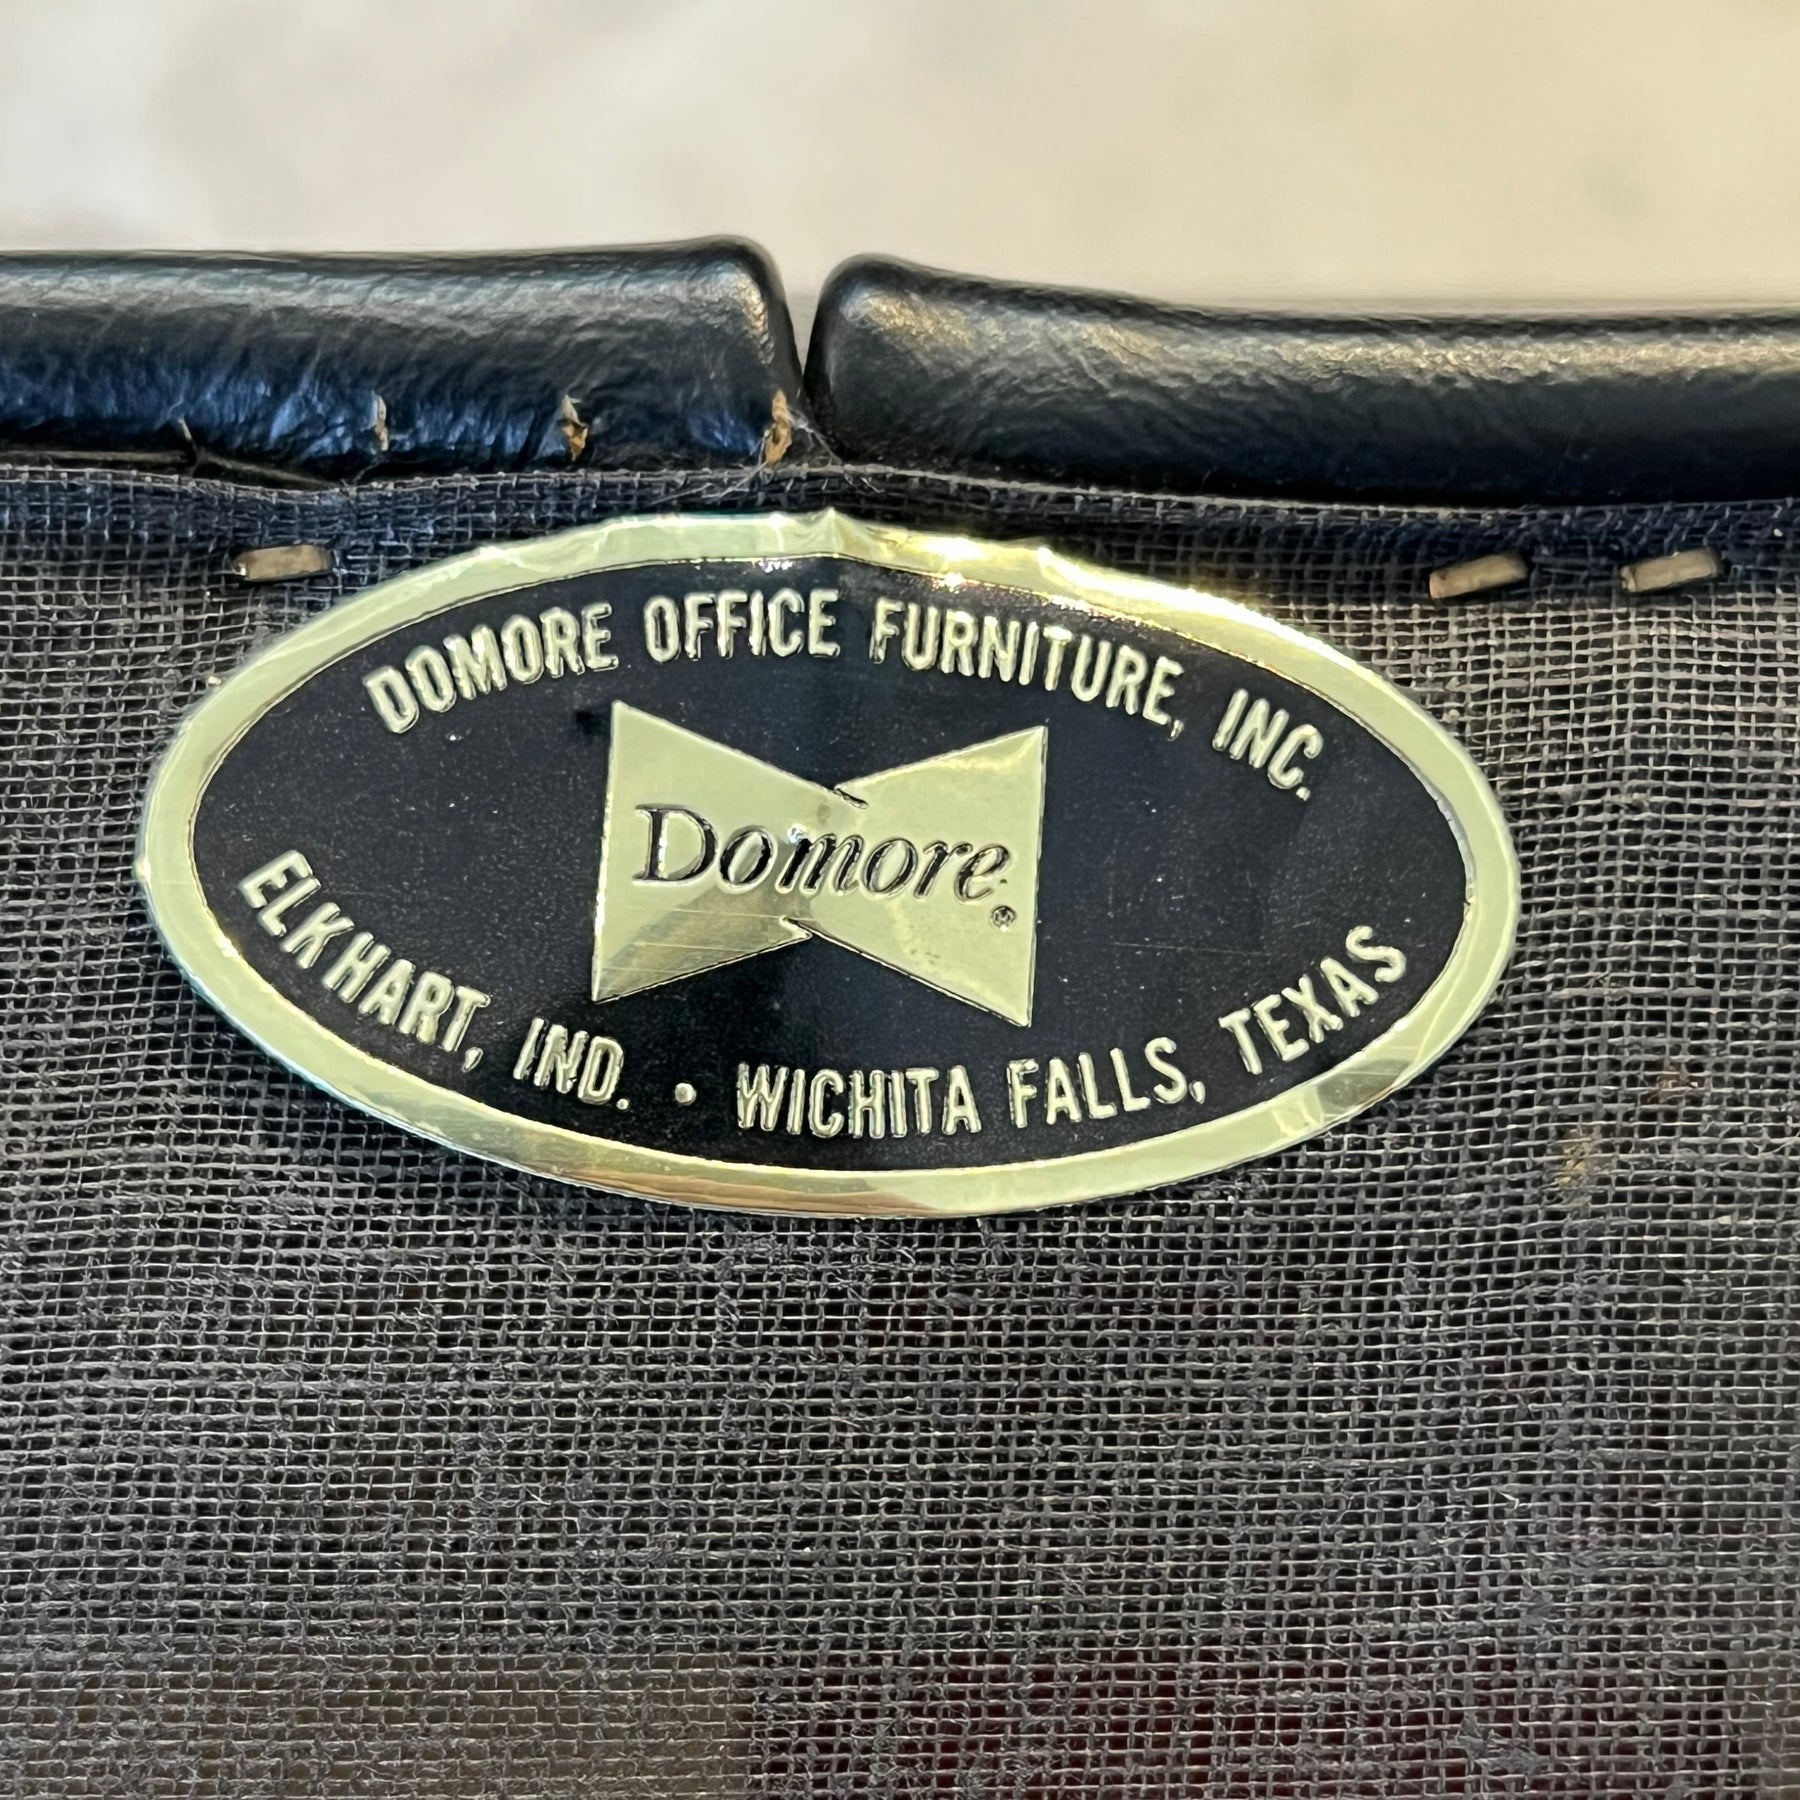 DOMORE OFFICE FURNITURE, INC.
Domore®
ELKHART, IND. • WICHITA FALLS, TEXAS